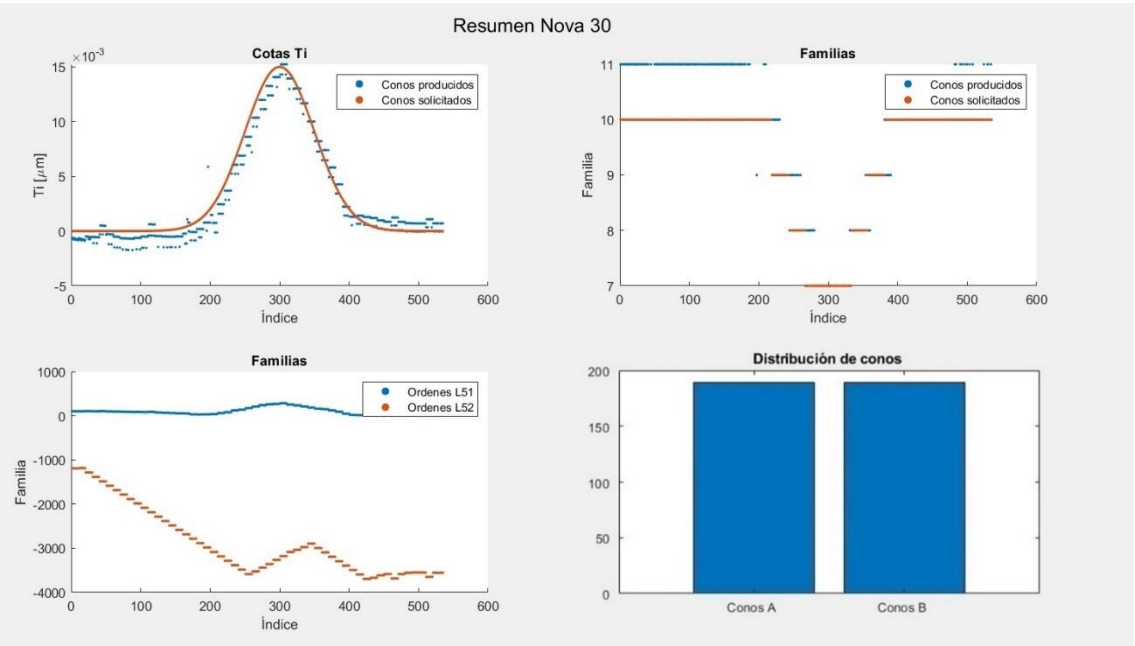 Resumen Nova 30
Cotas Ti
×10-3
15
10
5
0
-5
Ti [μm]
0 100 200 300 400 500 600
Índice
Conos producidos
Conos solicitados
Familias
11
10
9
8
7
Familia
0 100 200 300 400 500 600
Índice
Conos producidos
Conos solicitados
Familias
1000
0
-1000
-2000
-3000
-4000
Familia
0 100 200 300 400 500 600
Índice
Ordenes L51
Ordenes L52
Distribución de conos
200
150
100
50
0
Conos A Conos B